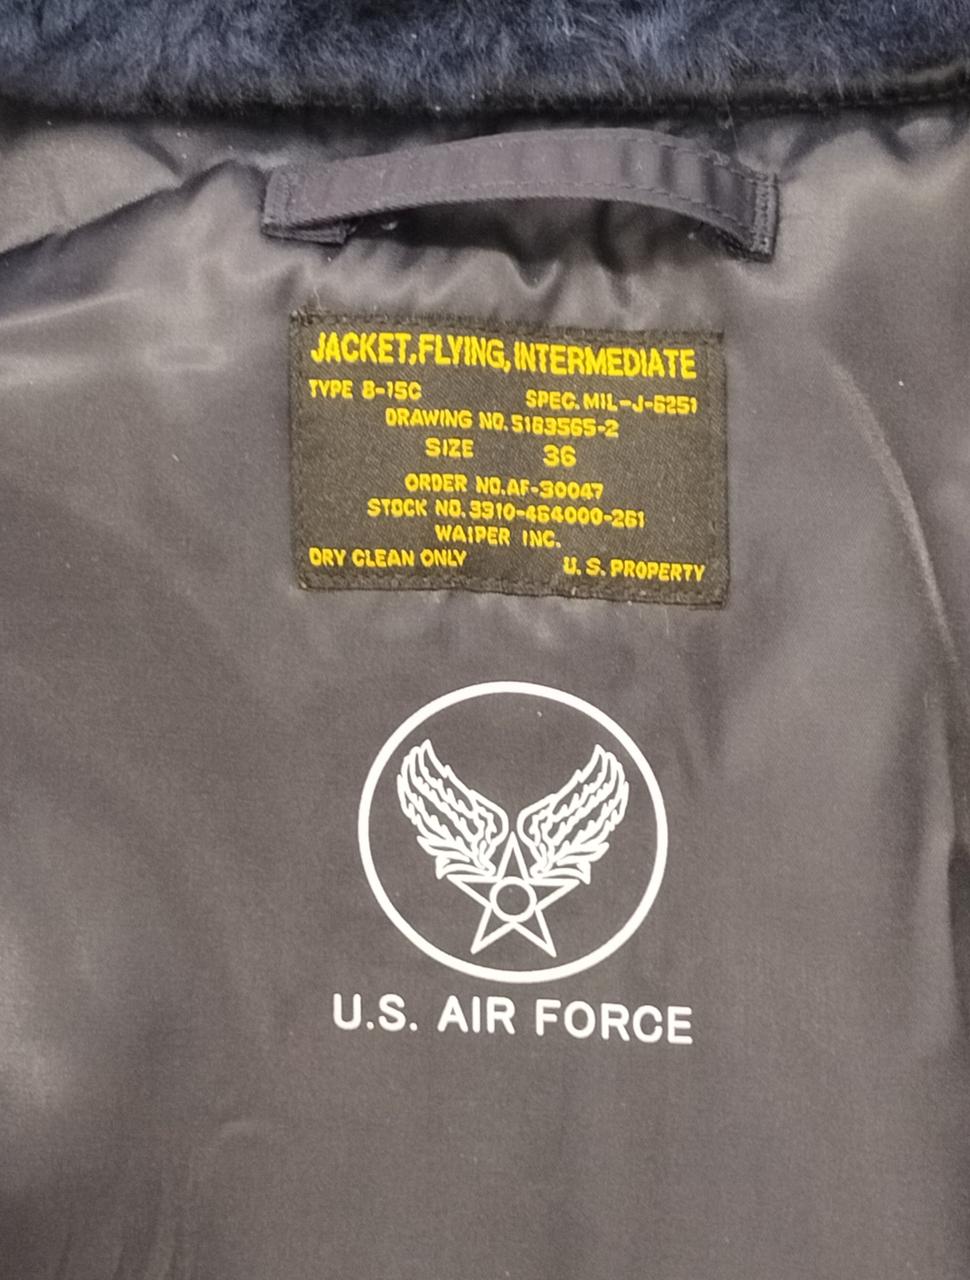 JACKET, FLYING, INTERMEDIATE
TYPE B-15C SPEC. MIL-J-6251
DRAWING NO. 5183565-2
SIZE 36
ORDER NO. AF-30047
STOCK NO. 3310-464000-261
WAIPER INC.
DRY CLEAN ONLY U. S. PROPERTY
U.S. AIR FORCE